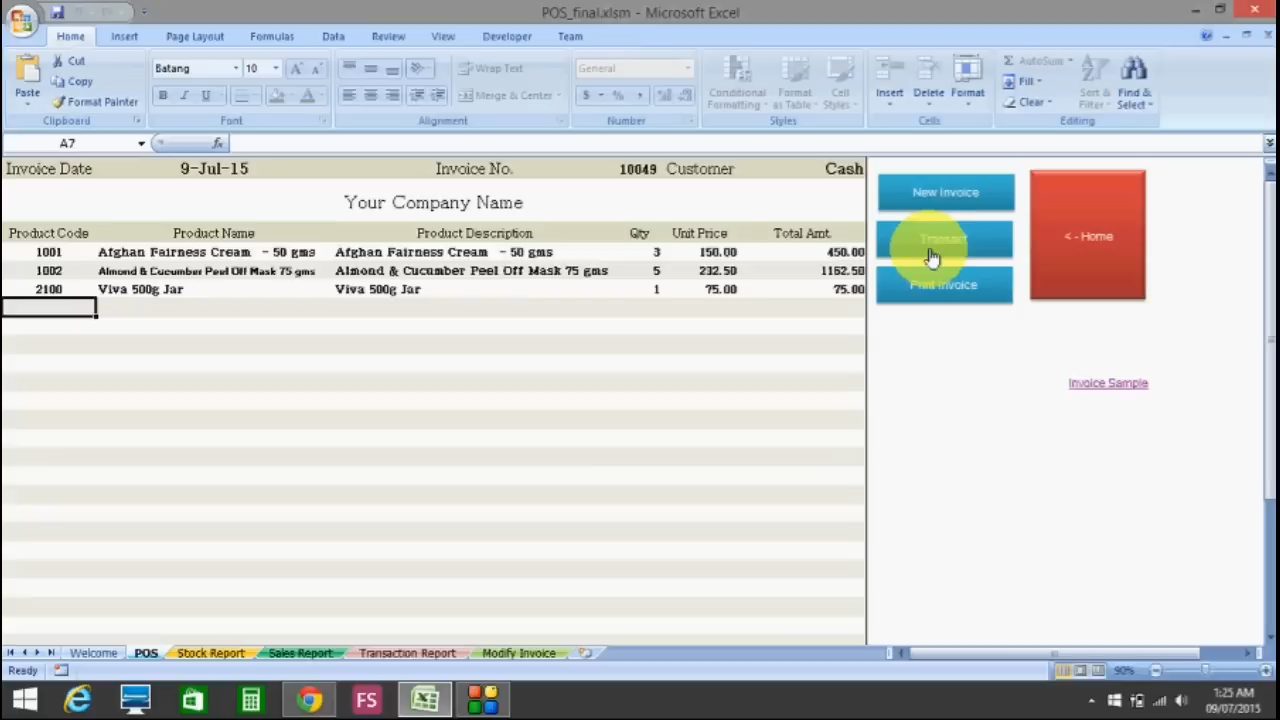 POS_final.xlsm - Microsoft Excel
Home Insert Page Layout Formulas Data Review View Developer Team
Paste
Cut
Copy
Format Painter
Clipboard
Batang 10
B I U
Font
Wrap Text
Merge & Center
Alignment
General
$ % ,
Number
Conditional Formatting
Format as Table
Cell Styles
Styles
Insert Delete Format
Cells
Σ AutoSum
Fill
Clear
Sort & Filter
Find & Select
Editing
A7 fx
Invoice Date 9-Jul-15 Invoice No. 10049 Customer Cash
Your Company Name
Product Code Product Name Product Description Qty Unit Price Total Amt.
1001 Afghan Fairness Cream - 50 gms Afghan Fairness Cream - 50 gms 3 150.00 450.00
1002 Almond & Cucumber Peel Off Mask 75 gms Almond & Cucumber Peel Off Mask 75 gms 5 232.50 1162.50
2100 Viva 500g Jar Viva 500g Jar 1 75.00 75.00
New Invoice
Transact
Print Invoice
< - Home
Invoice Sample
Welcome POS Stock Report Sales Report Transaction Report Modify Invoice
Ready 90%
FS
1:25 AM
09/07/2015